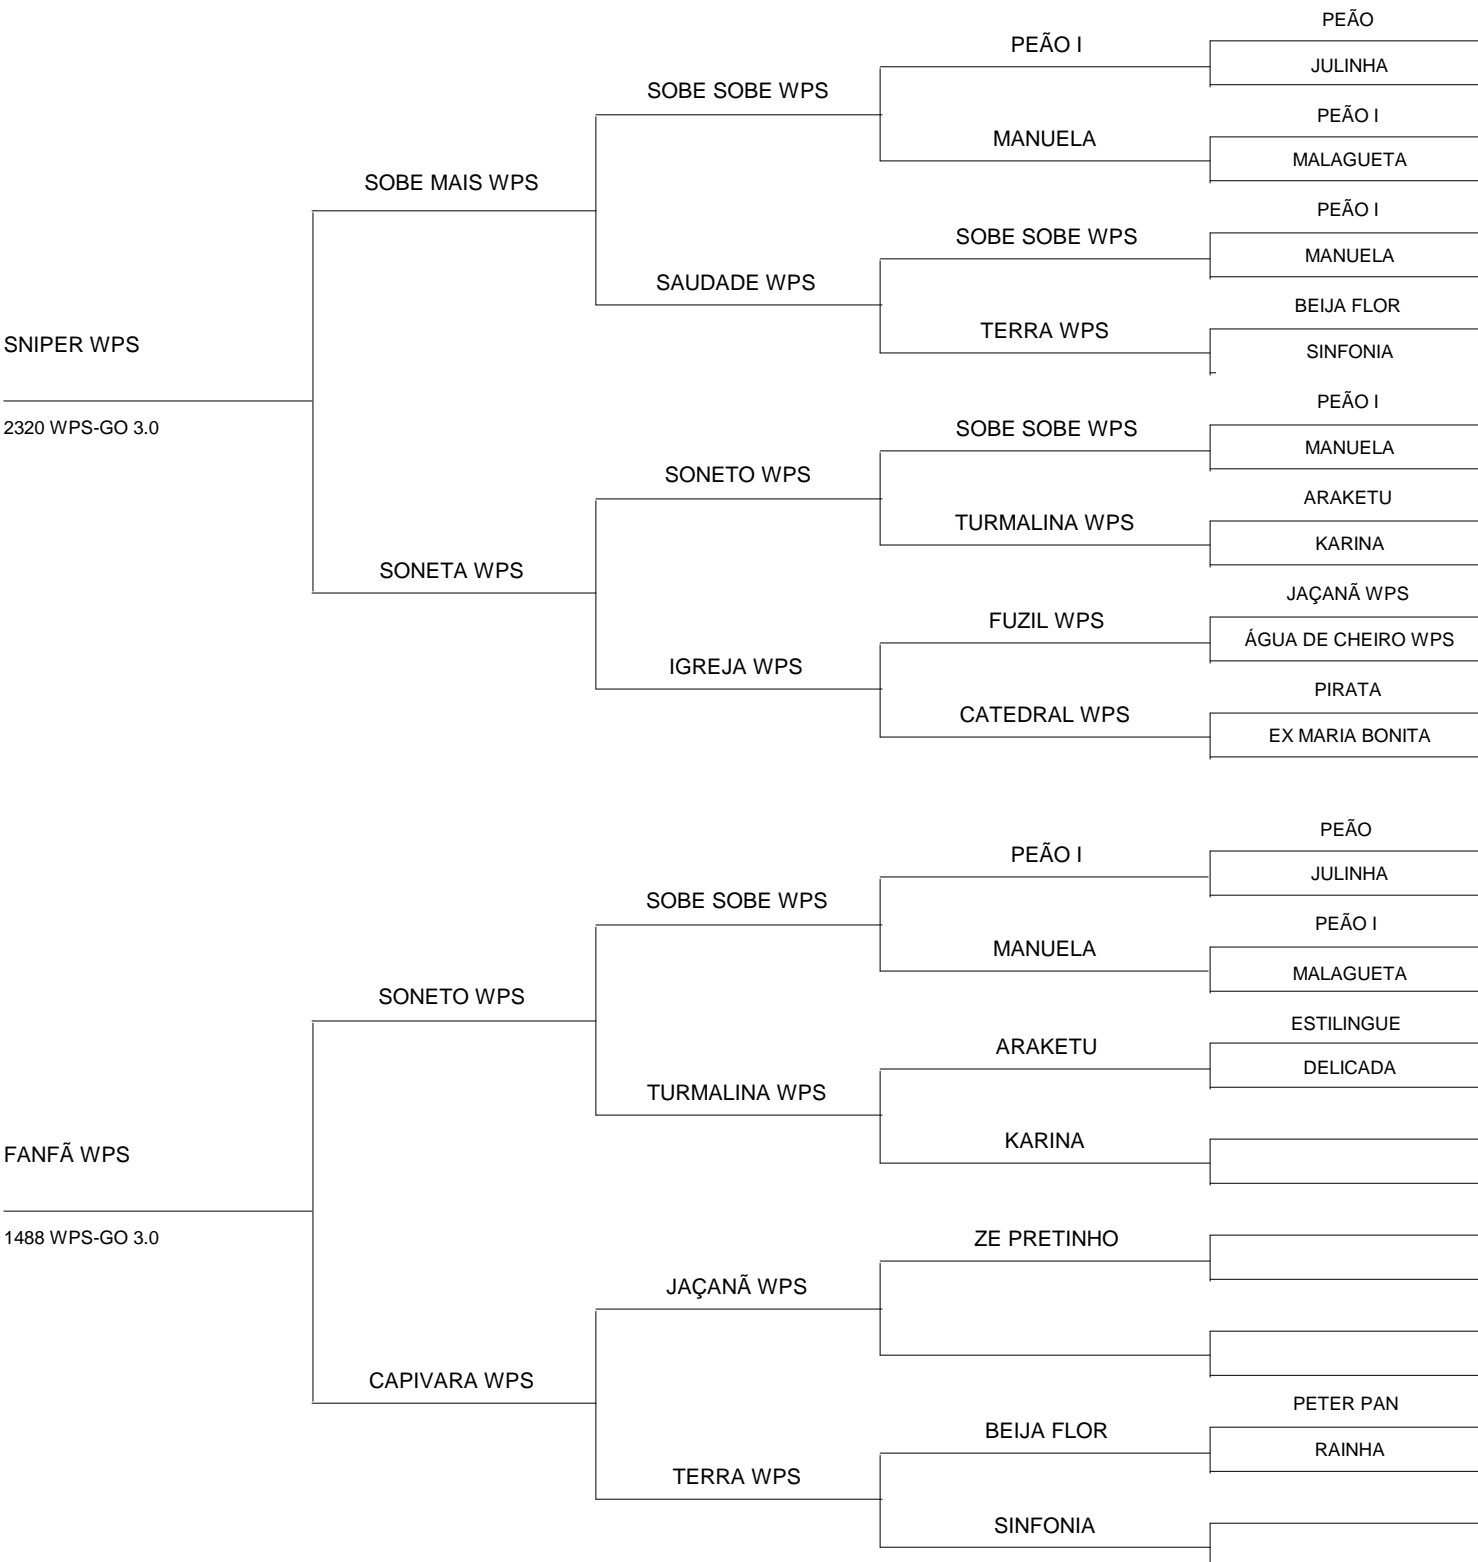 PEÃO
PEÃO I
JULINHA
SOBE SOBE WPS
PEÃO I
MANUELA
MALAGUETA
SOBE MAIS WPS
PEÃO I
SOBE SOBE WPS
MANUELA
SAUDADE WPS
BEIJA FLOR
TERRA WPS
SNIPER WPS
SINFONIA
PEÃO I
2320 WPS-GO 3.0
SOBE SOBE WPS
MANUELA
SONETO WPS
ARAKETU
TURMALINA WPS
KARINA
SONETA WPS
JAÇANÃ WPS
FUZIL WPS
ÁGUA DE CHEIRO WPS
IGREJA WPS
PIRATA
CATEDRAL WPS
EX MARIA BONITA
PEÃO
PEÃO I
JULINHA
SOBE SOBE WPS
PEÃO I
MANUELA
MALAGUETA
SONETO WPS
ESTILINGUE
ARAKETU
DELICADA
TURMALINA WPS
KARINA
FANFÃ WPS
1488 WPS-GO 3.0
ZE PRETINHO
JAÇANÃ WPS
CAPIVARA WPS
PETER PAN
BEIJA FLOR
RAINHA
TERRA WPS
SINFONIA